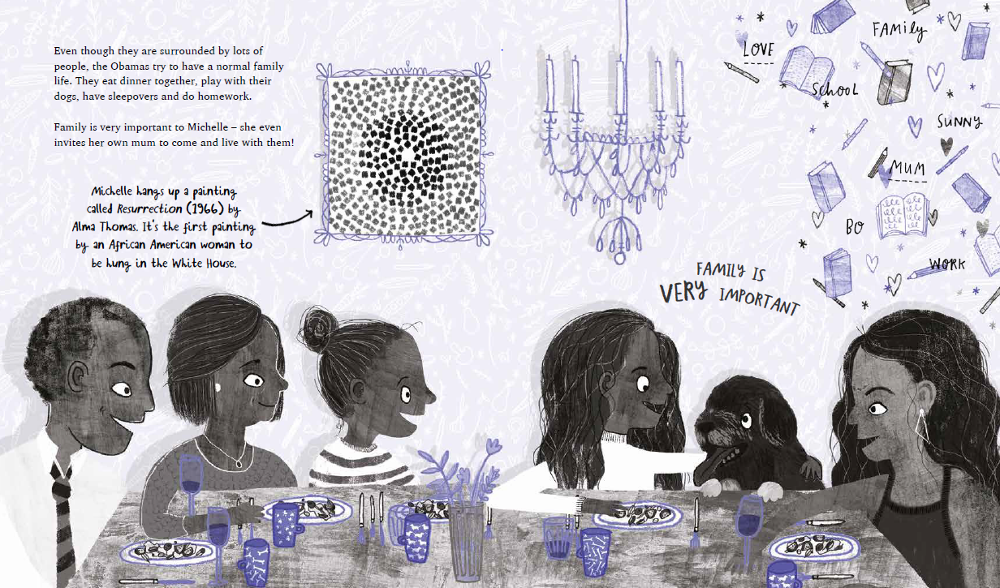 Even though they are surrounded by lots of
people, the Obamas try to have a normal family
life. They eat dinner together, play with their
dogs, have sleepovers and do homework.
Family is very important to Michelle – she even
invites her own mum to come and live with them!
Michelle hangs up a painting
called Resurrection (1966) by
Alma Thomas. It's the first painting
by an African American woman to
be hung in the White House.
LOVE
FAMily
SchooL
SUNNY
MUM
BO
WORK
FAMILY IS
VERY IMPORTANT